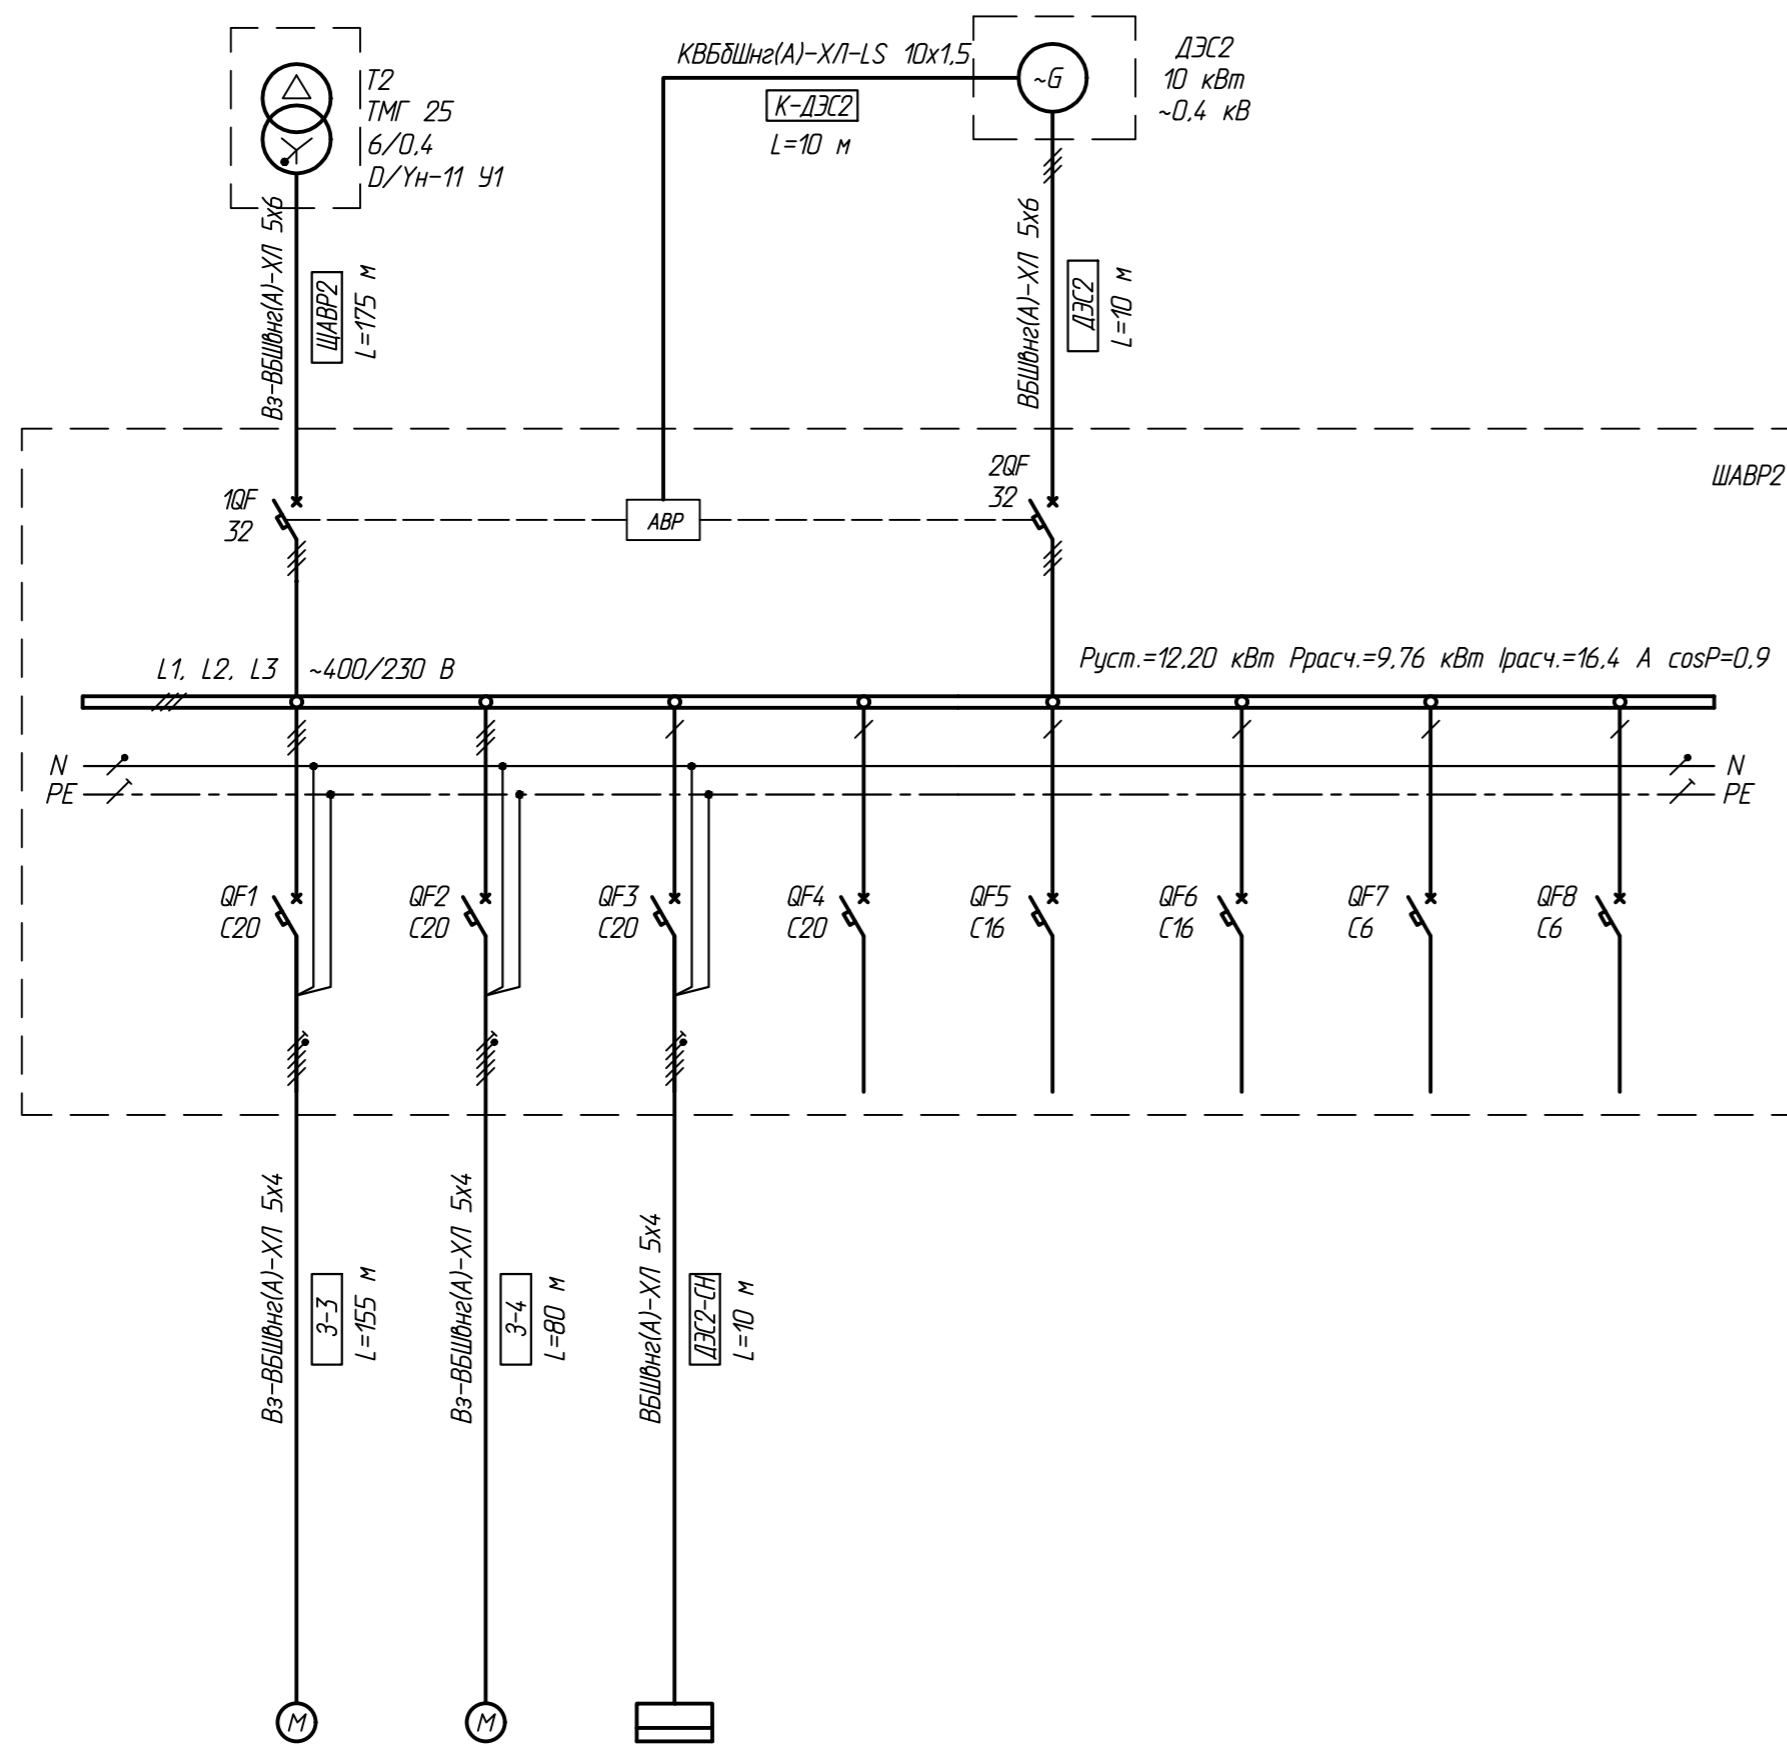 Т2
ТМГ 25
6/0,4
D/Yн-11 У1
КВБбШнг(А)-ХЛ-LS 10х1,5
К-ДЭС2
L=10 м
~G
ДЭС2
10 кВт
~0,4 кВ
Вз-ВБШвнг(А)-ХЛ 5х6
ЩАВР2
L=175 м
ВБШвнг(А)-ХЛ 5х6
ДЭС2
L=10 м
ШАВР2
1QF
32
АВР
2QF
32
L1, L2, L3 ~400/230 В
Руст.=12,20 кВт Ррасч.=9,76 кВт Iрасч.=16,4 А cosP=0,9
N
PE
N
PE
QF1
C20
QF2
C20
QF3
C20
QF4
C20
QF5
C16
QF6
C16
QF7
C6
QF8
C6
Вз-ВБШвнг(А)-ХЛ 5х4
З-3
L=155 м
Вз-ВБШвнг(А)-ХЛ 5х4
З-4
L=80 м
ВБШвнг(А)-ХЛ 5х4
ДЭС2-СН
L=10 м
М
М